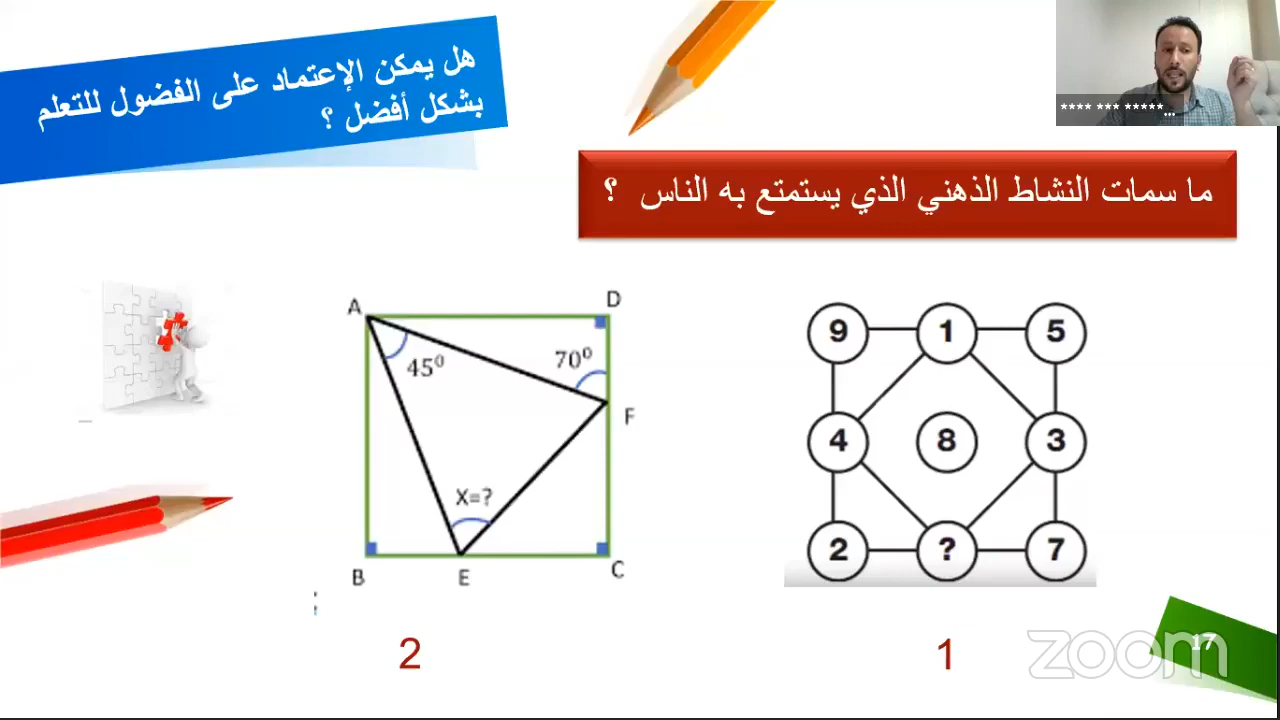 هل يمكن الإعتماد على الفضول للتعلم
بشكل أفضل ؟
**** *** *****...
ما سمات النشاط الذهني الذي يستمتع به الناس ؟
A
D
45⁰
70⁰
F
X=?
B
E
C
2
9
1
5
4
8
3
2
?
7
1
17
zoom